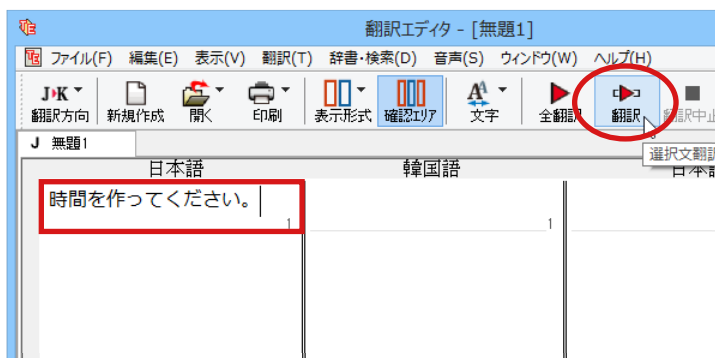 翻訳エディタ - [無題1]
ファイル(F) 編集(E) 表示(V) 翻訳(T) 辞書・検索(D) 音声(S) ウィンドウ(W) ヘルプ(H)
J▶K
翻訳方向 新規作成 開く 印刷 表示形式 確認エリア 文字 全翻訳 翻訳 翻訳中止
J 無題1
選択文翻訳
日本語 韓国語 日本語
時間を作ってください。
1 1